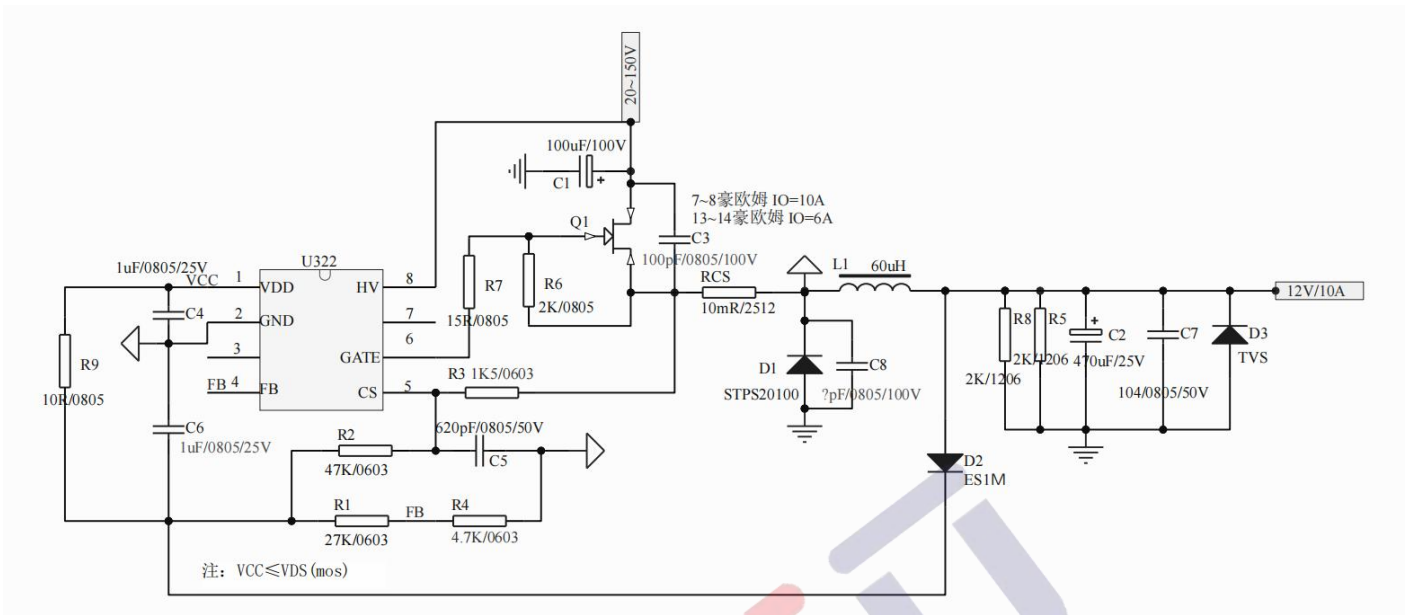 20~150V
100uF/100V
C1
+
7~8豪欧姆 IO=10A
13~14豪欧姆 IO=6A
Q1
C3
100pF/0805/100V
1uF/0805/25V
VCC
1
U322
VDD
HV
8
C4
2
GND
7
3
6
GATE
FB
4
FB
CS
5
R9
10R/0805
R7
15R/0805
R6
2K/0805
RCS
10mR/2512
L1
60uH
12V/10A
R8
R5
+
C2
C7
D3
TVS
2K/1206
2K/1206
470uF/25V
104/0805/50V
D1
STPS20100
C8
?pF/0805/100V
R3 1K5/0603
C6
1uF/0805/25V
620pF/0805/50V
R2
47K/0603
C5
D2
ES1M
R1
FB
R4
27K/0603
4.7K/0603
注: VCC≤VDS(mos)